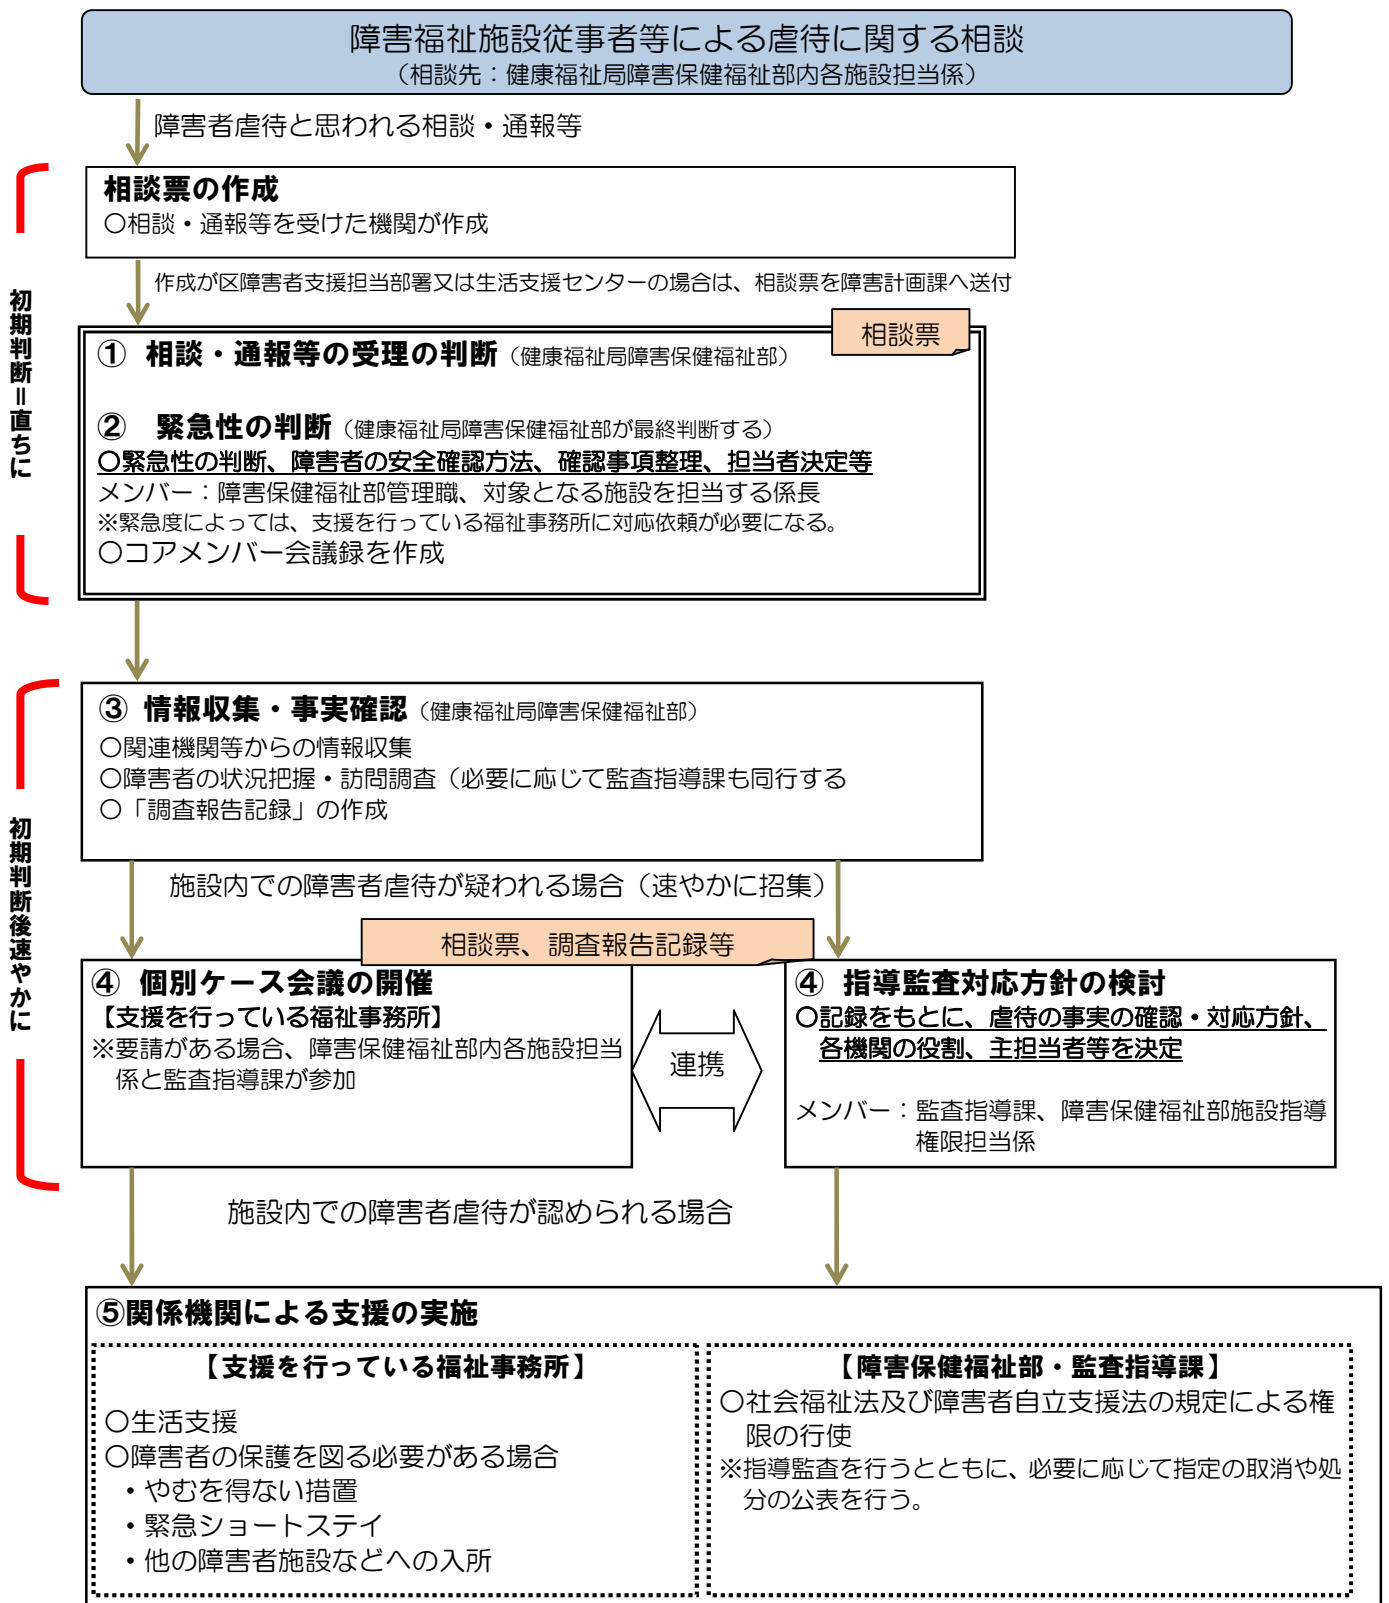 障害福祉施設従事者等による虐待に関する相談
（相談先：健康福祉局障害保健福祉部内各施設担当係）
障害者虐待と思われる相談・通報等
初期判断＝直ちに
相談票の作成
○相談・通報等を受けた機関が作成
作成が区障害者支援担当部署又は生活支援センターの場合は、相談票を障害計画課へ送付
相談票
① 相談・通報等の受理の判断（健康福祉局障害保健福祉部）
② 緊急性の判断（健康福祉局障害保健福祉部が最終判断する）
○緊急性の判断、障害者の安全確認方法、確認事項整理、担当者決定等
メンバー：障害保健福祉部管理職、対象となる施設を担当する係長
※緊急度によっては、支援を行っている福祉事務所に対応依頼が必要になる。
○コアメンバー会議録を作成
初期判断後速やかに
③ 情報収集・事実確認（健康福祉局障害保健福祉部）
○関連機関等からの情報収集
○障害者の状況把握・訪問調査（必要に応じて監査指導課も同行する
○「調査報告記録」の作成
施設内での障害者虐待が疑われる場合（速やかに招集）
相談票、調査報告記録等
④ 個別ケース会議の開催
【支援を行っている福祉事務所】
※要請がある場合、障害保健福祉部内各施設担当
係と監査指導課が参加
連携
④ 指導監査対応方針の検討
○記録をもとに、虐待の事実の確認・対応方針、
各機関の役割、主担当者等を決定
メンバー：監査指導課、障害保健福祉部施設指導
権限担当係
施設内での障害者虐待が認められる場合
⑤関係機関による支援の実施
【支援を行っている福祉事務所】
○生活支援
○障害者の保護を図る必要がある場合
・やむを得ない措置
・緊急ショートステイ
・他の障害者施設などへの入所
【障害保健福祉部・監査指導課】
○社会福祉法及び障害者自立支援法の規定による権
限の行使
※指導監査を行うとともに、必要に応じて指定の取消や処
分の公表を行う。